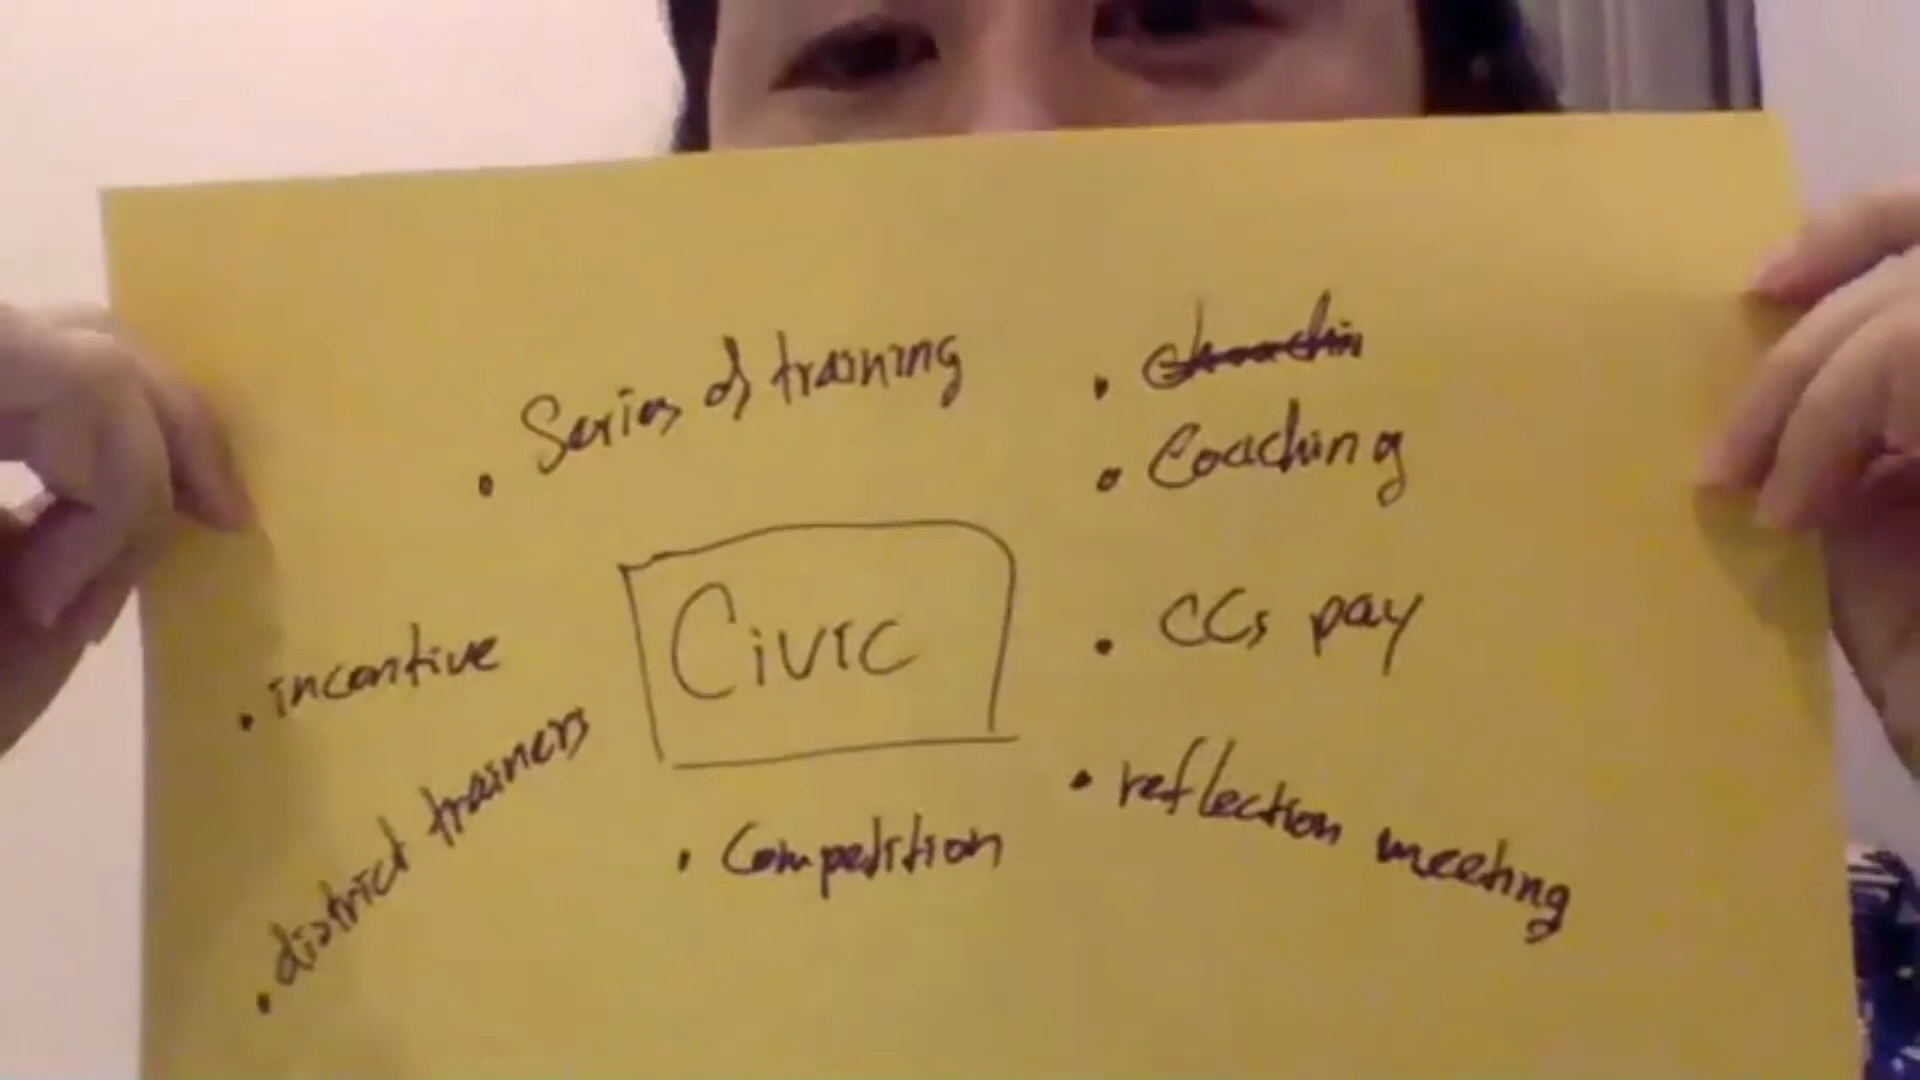 • Series of training
•
• Coaching
Civic
• CCs pay
• incentive
• reflection meeting
• district trainers
• Competition